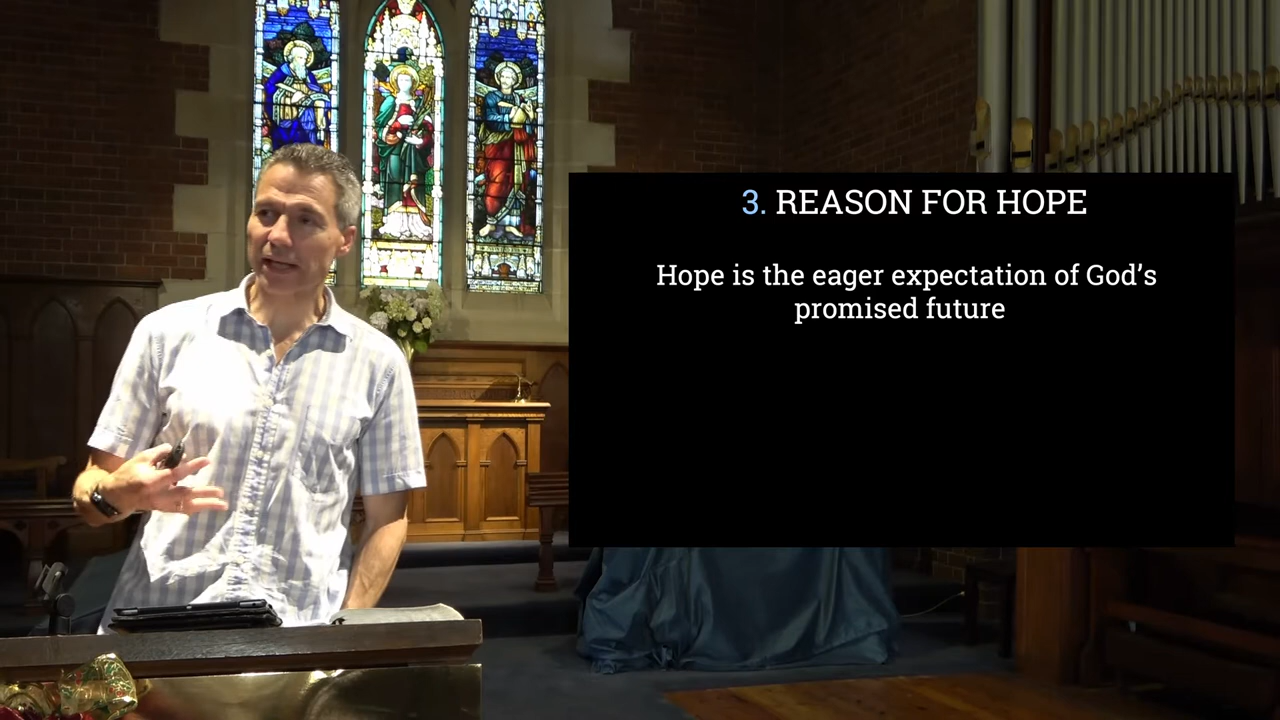 3. REASON FOR HOPE
Hope is the eager expectation of God’s
promised future